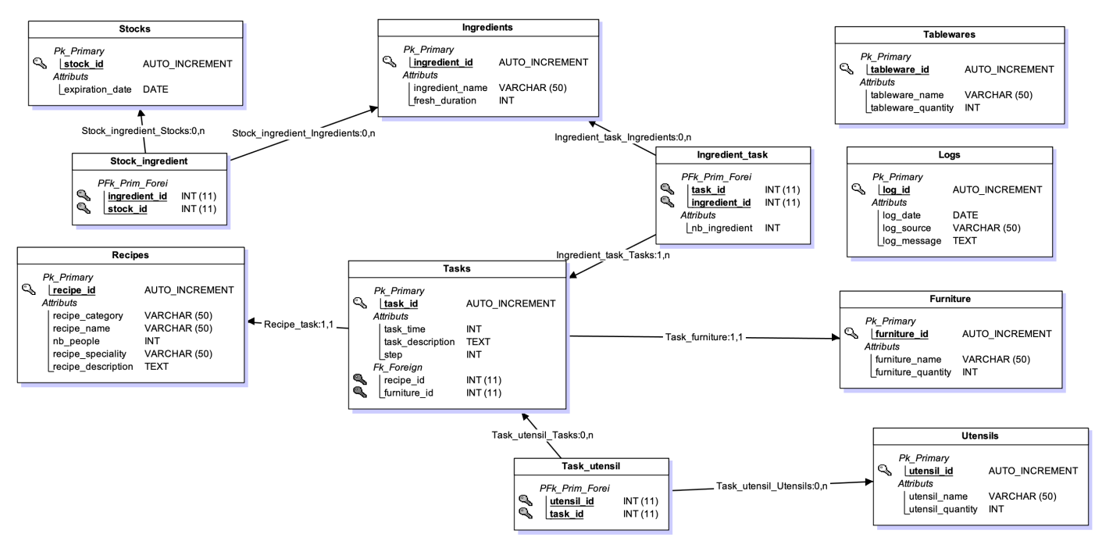 Stocks
Pk_Primary
stock_id AUTO_INCREMENT
Attributs
expiration_date DATE
Ingredients
Pk_Primary
ingredient_id AUTO_INCREMENT
Attributs
ingredient_name VARCHAR (50)
fresh_duration INT
Tablewares
Pk_Primary
tableware_id AUTO_INCREMENT
Attributs
tableware_name VARCHAR (50)
tableware_quantity INT
Stock_ingredient_Stocks:0,n
Stock_ingredient_Ingredients:0,n
Ingredient_task_Ingredients:0,n
Stock_ingredient
PFk_Prim_Forei
ingredient_id INT (11)
stock_id INT (11)
Ingredient_task
PFk_Prim_Forei
task_id INT (11)
ingredient_id INT (11)
Attributs
nb_ingredient INT
Logs
Pk_Primary
log_id AUTO_INCREMENT
Attributs
log_date DATE
log_source VARCHAR (50)
log_message TEXT
Ingredient_task_Tasks:1,n
Recipes
Pk_Primary
recipe_id AUTO_INCREMENT
Attributs
recipe_category VARCHAR (50)
recipe_name VARCHAR (50)
nb_people INT
recipe_speciality VARCHAR (50)
recipe_description TEXT
Recipe_task:1,1
Tasks
Pk_Primary
task_id AUTO_INCREMENT
Attributs
task_time INT
task_description TEXT
step INT
Fk_Foreign
recipe_id INT (11)
furniture_id INT (11)
Task_furniture:1,1
Furniture
Pk_Primary
furniture_id AUTO_INCREMENT
Attributs
furniture_name VARCHAR (50)
furniture_quantity INT
Task_utensil_Tasks:0,n
Task_utensil
PFk_Prim_Forei
utensil_id INT (11)
task_id INT (11)
Task_utensil_Utensils:0,n
Utensils
Pk_Primary
utensil_id AUTO_INCREMENT
Attributs
utensil_name VARCHAR (50)
utensil_quantity INT